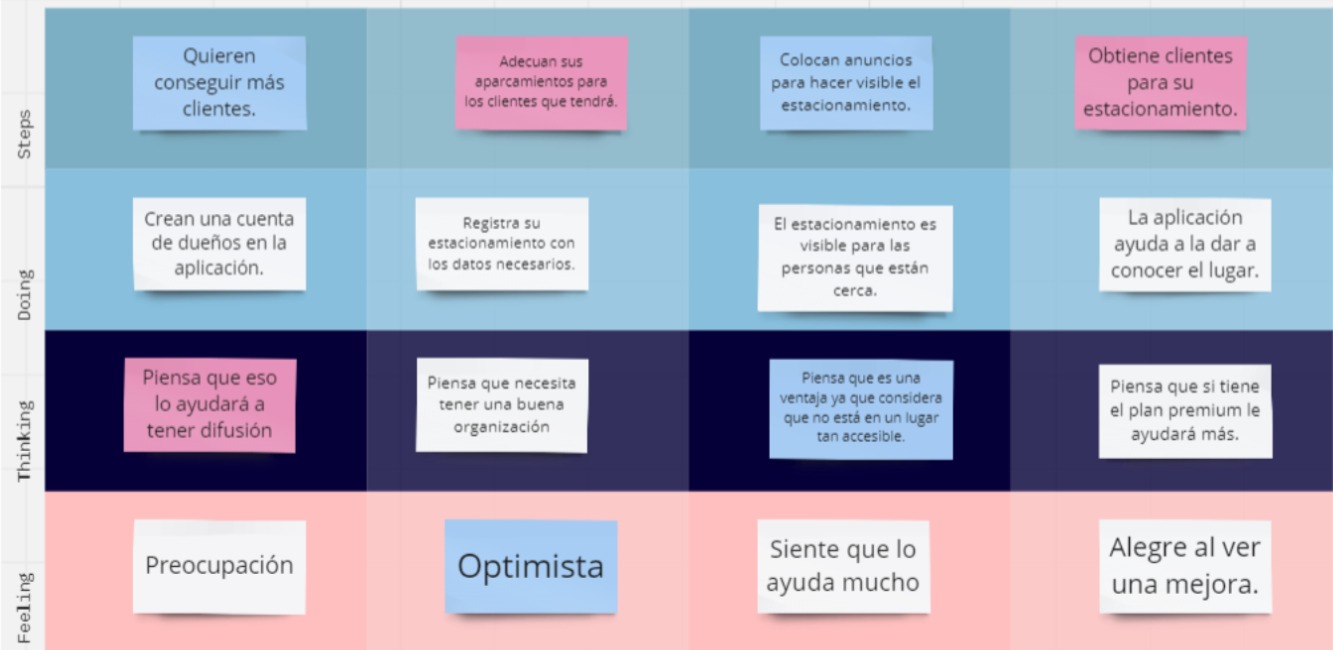 Steps
Quieren
conseguir más
clientes.
Adecuan sus
aparcamientos para
los clientes que tendrá.
Colocan anuncios
para hacer visible el
estacionamiento.
Obtiene clientes
para su
estacionamiento.
Doing
Crean una cuenta
de dueños en la
aplicación.
Registra su
estacionamiento con
los datos necesarios.
El estacionamiento es
visible para las
personas que están
cerca.
La aplicación
ayuda a la dar a
conocer el lugar.
Thinking
Piensa que eso
lo ayudará a
tener difusión
Piensa que necesita
tener una buena
organización
Piensa que es una
ventaja ya que considera
que no está en un lugar
tan accesible.
Piensa que si tiene
el plan premium le
ayudará más.
Feeling
Preocupación
Optimista
Siente que lo
ayuda mucho
Alegre al ver
una mejora.